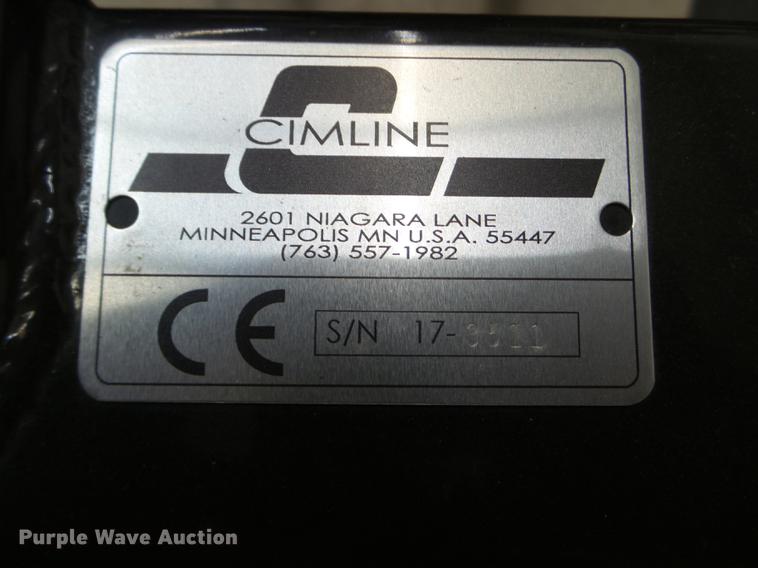 CIMLINE
2601 NIAGARA LANE
MINNEAPOLIS MN U.S.A. 55447
(763) 557-1982
CE
S/N 17-
Purple Wave Auction